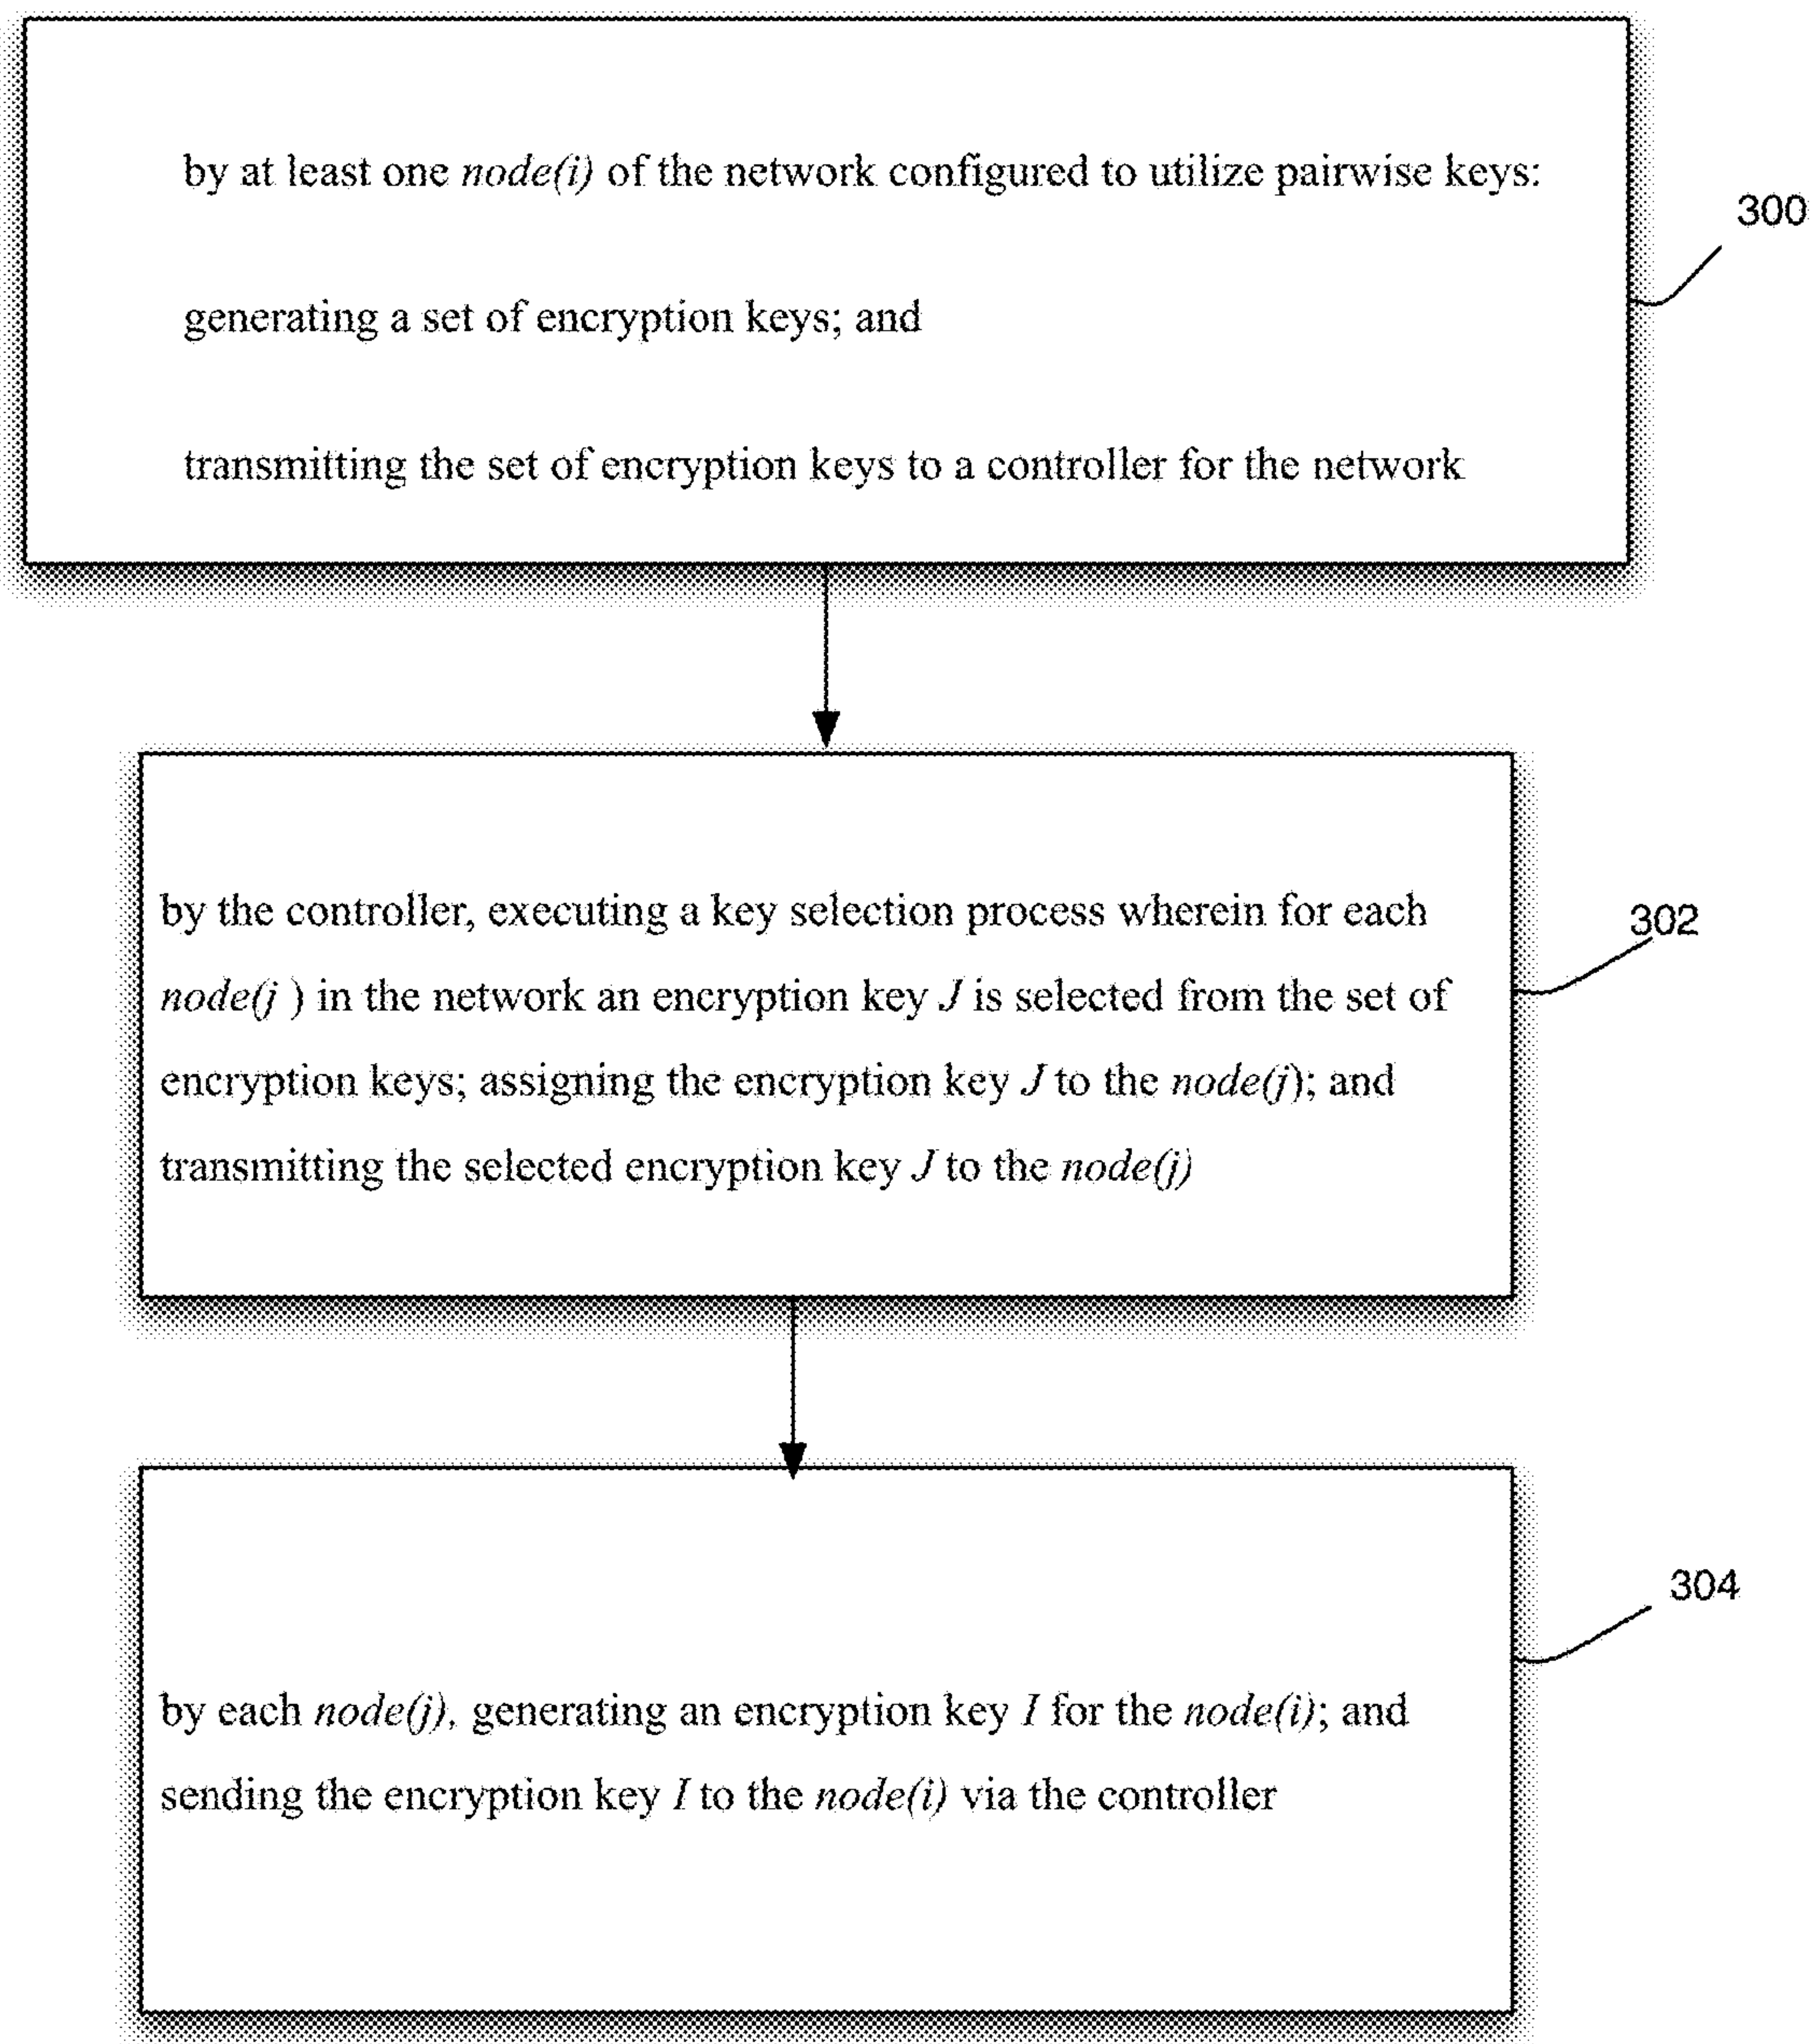 by at least one node(i) of the network configured to utilize pairwise keys:
300
generating a set of encryption keys; and
transmitting the set of encryption keys to a controller for the network
by the controller, executing a key selection process wherein for each
302
node(j ) in the network an encryption key J is selected from the set of
encryption keys; assigning the encryption key J to the node(j); and
transmitting the selected encryption key J to the node(j)
304
by each node(j), generating an encryption key I for the node(i); and
sending the encryption key I to the node(i) via the controller